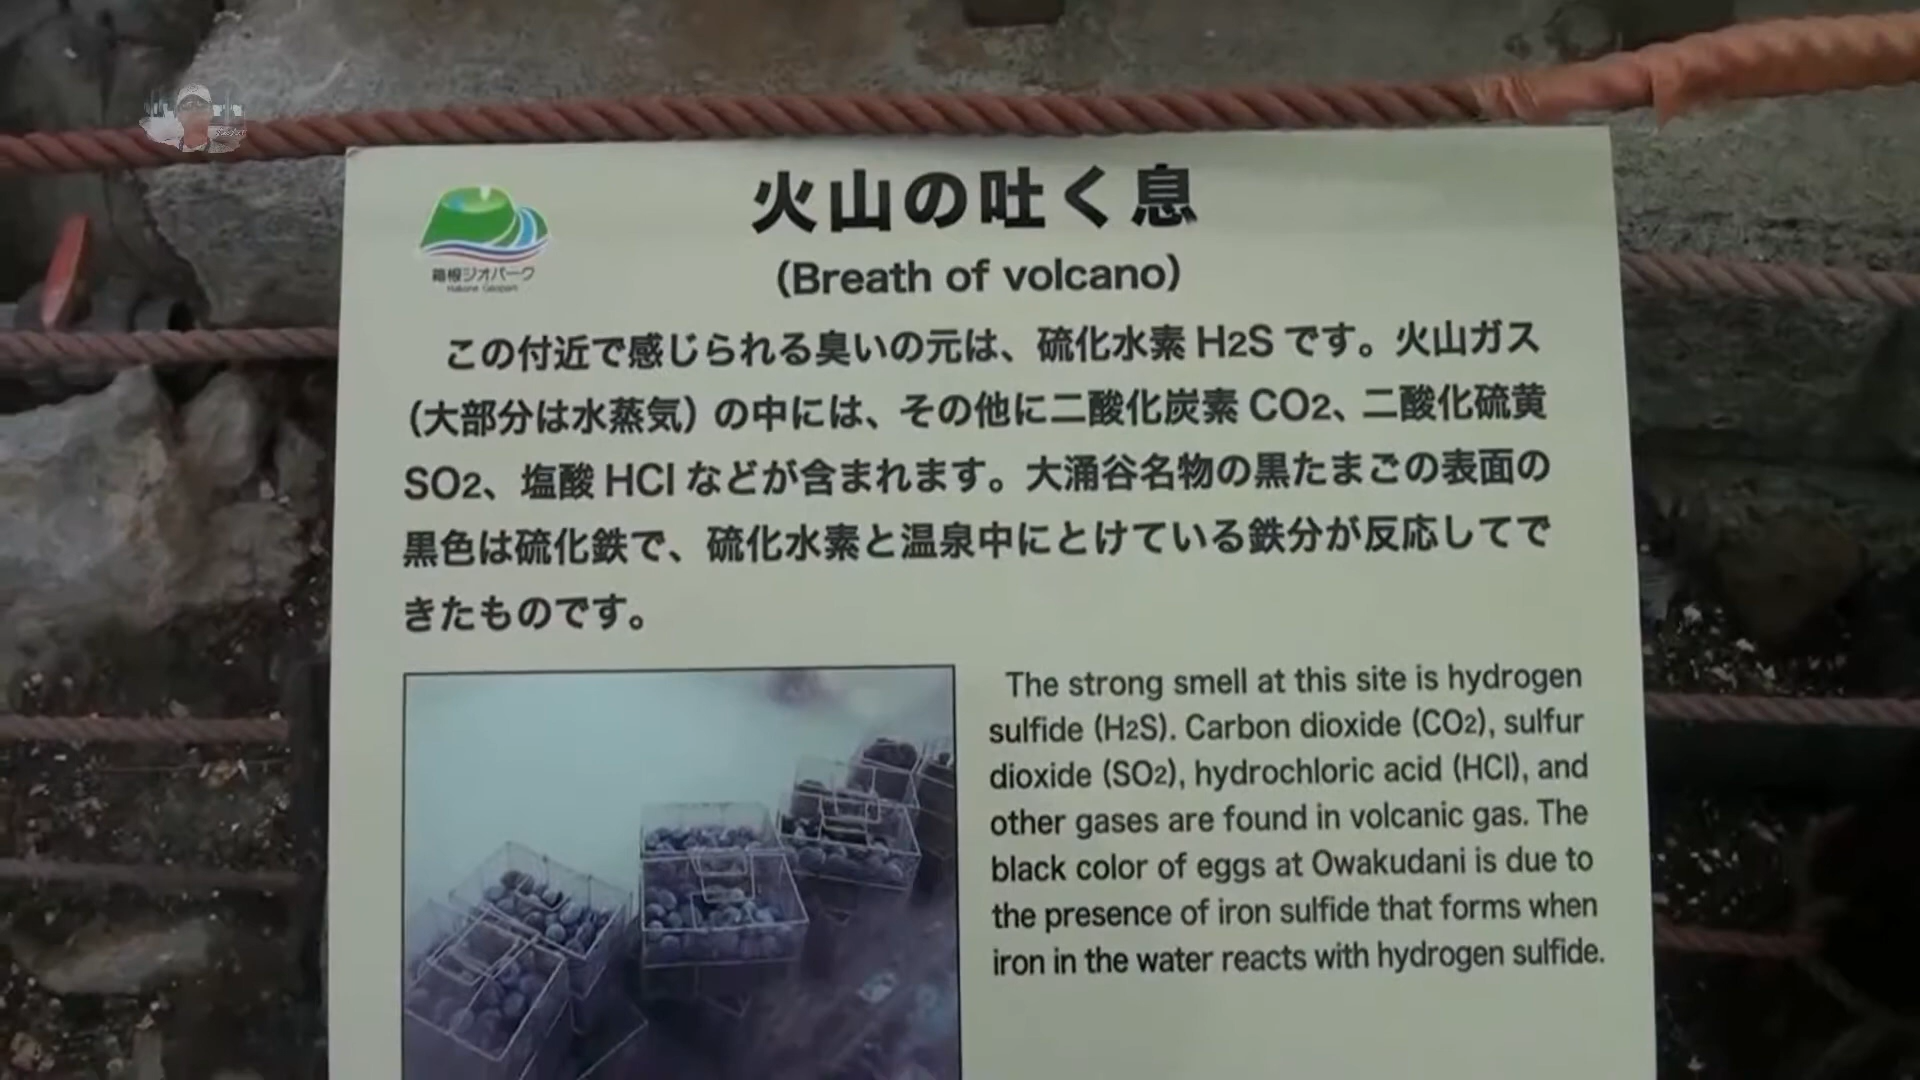 火山の吐く息
(Breath of volcano)
箱根ジオパーク
Hakone Geopark
この付近で感じられる臭いの元は、硫化水素 H2S です。火山ガス
(大部分は水蒸気) の中には、その他に二酸化炭素 CO2、二酸化硫黄
SO2、塩酸 HCl などが含まれます。大涌谷名物の黒たまごの表面の
黒色は硫化鉄で、硫化水素と温泉中にとけている鉄分が反応してで
きたものです。
The strong smell at this site is hydrogen
sulfide (H2S). Carbon dioxide (CO2), sulfur
dioxide (SO2), hydrochloric acid (HCl), and
other gases are found in volcanic gas. The
black color of eggs at Owakudani is due to
the presence of iron sulfide that forms when
iron in the water reacts with hydrogen sulfide.